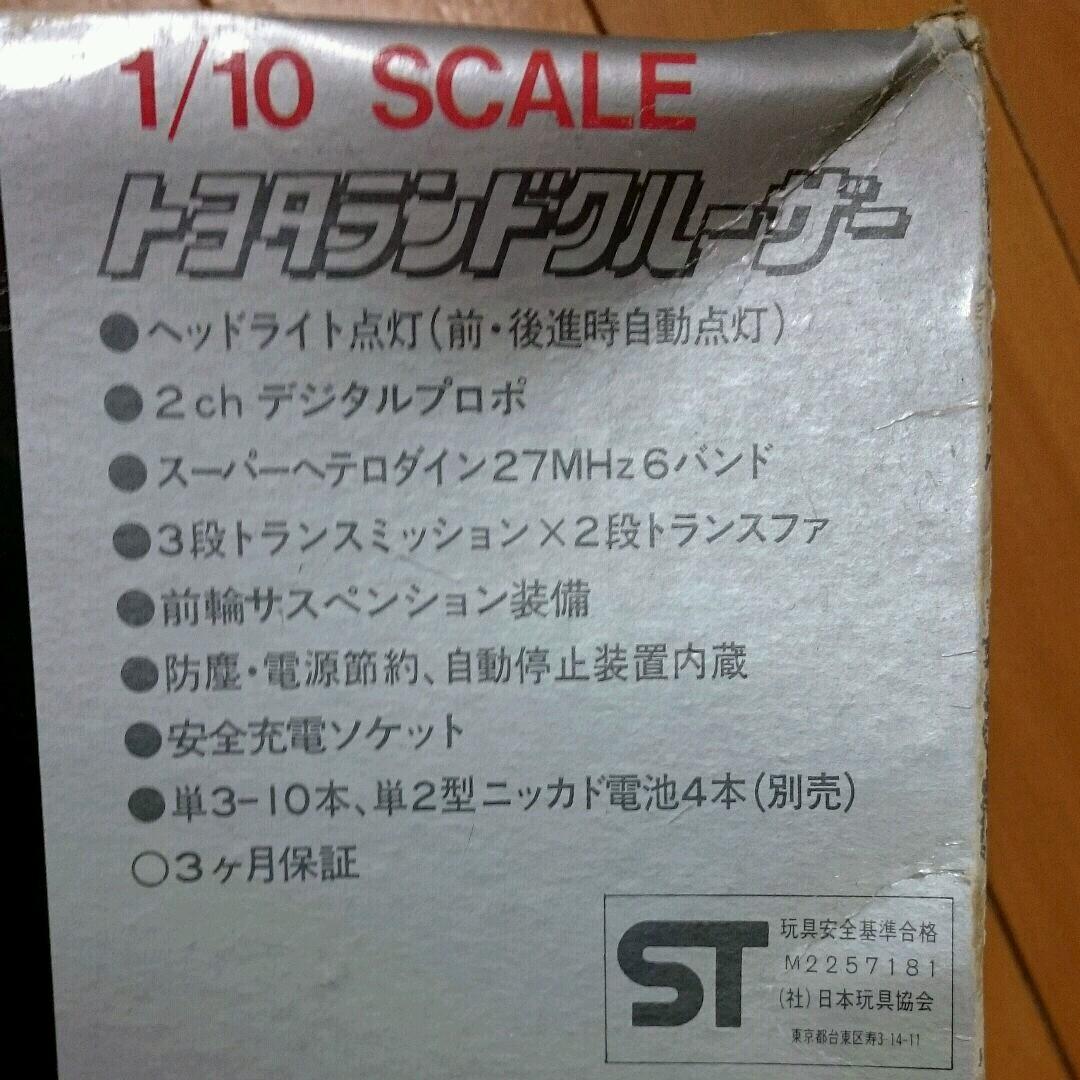 1/10 SCALE
トヨタランドクルーザー
●ヘッドライト点灯(前・後進時自動点灯)
●2ch デジタルプロポ
●スーパーヘテロダイン27MHz6バンド
●3段トランスミッション×2段トランスファ
●前輪サスペンション装備
●防塵・電源節約、自動停止装置内蔵
●安全充電ソケット
●単3-10本、単2型ニッカド電池4本(別売)
○3ヶ月保証
ST
玩具安全基準合格
M2257181
(社)日本玩具協会
東京都台東区寿3-14-11